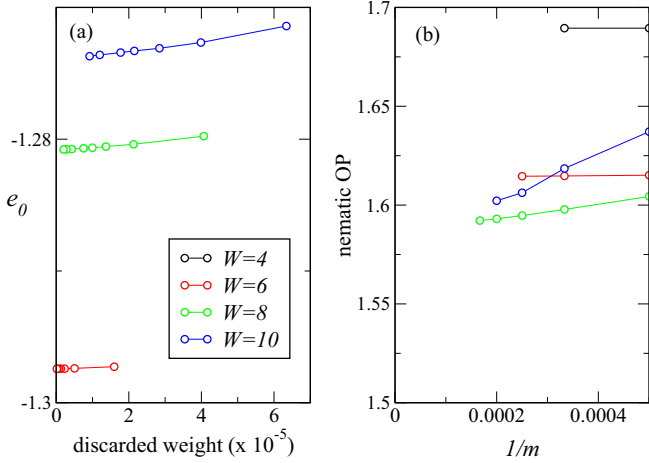 (a)
-1.28
-1.3
e0
0
2
4
6
discarded weight (x 10-5)
W=4
W=6
W=8
W=10
(b)
1.7
1.65
1.6
1.55
1.5
nematic OP
0
0.0002
0.0004
1/m